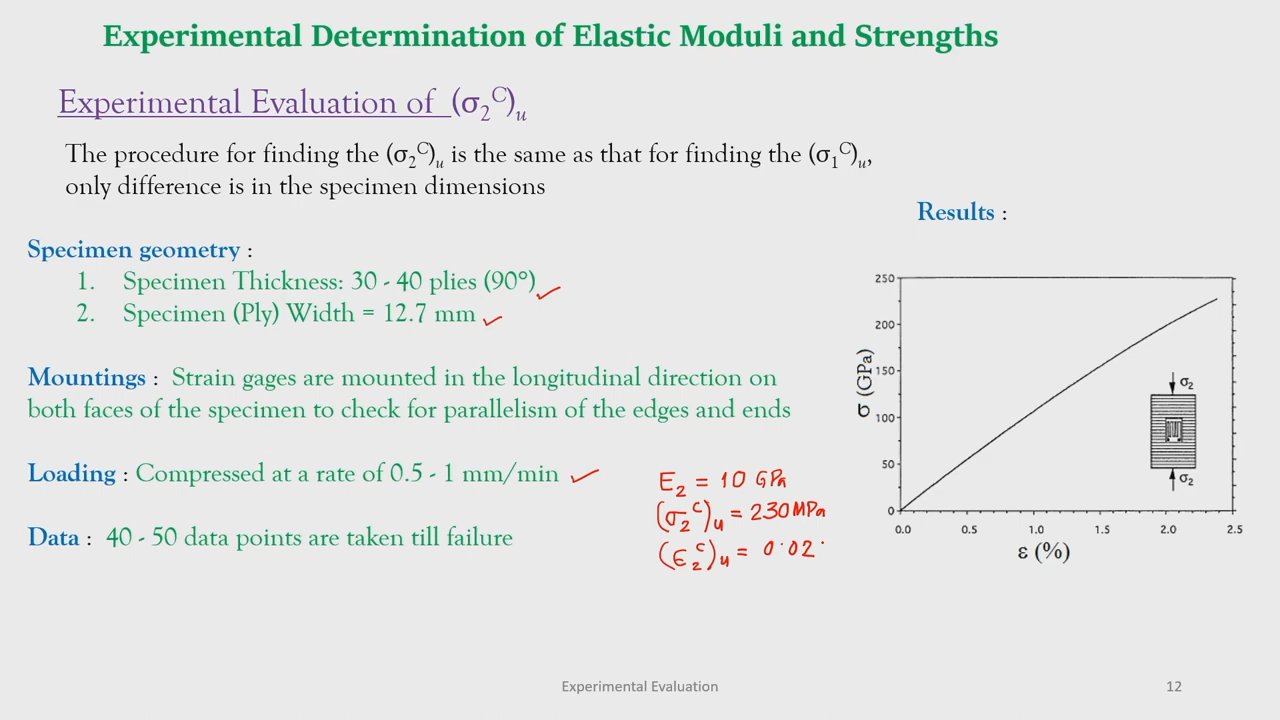 Experimental Determination of Elastic Moduli and Strengths
Experimental Evaluation of (σ₂ᶜ)ᵤ
The procedure for finding the (σ₂ᶜ)ᵤ is the same as that for finding the (σ₁ᶜ)ᵤ,
only difference is in the specimen dimensions
Results :
Specimen geometry :
1. Specimen Thickness: 30 - 40 plies (90°)
2. Specimen (Ply) Width = 12.7 mm
Mountings : Strain gages are mounted in the longitudinal direction on
both faces of the specimen to check for parallelism of the edges and ends
Loading : Compressed at a rate of 0.5 - 1 mm/min
Data : 40 - 50 data points are taken till failure
E₂ = 10 GPa
(σ₂ᶜ)ᵤ = 230 MPa
(ϵ₂ᶜ)ᵤ = 0.02
250
200
150
100
50
0
σ (GPa)
σ₂
σ₂
0.0 0.5 1.0 1.5 2.0 2.5
ε (%)
Experimental Evaluation
12